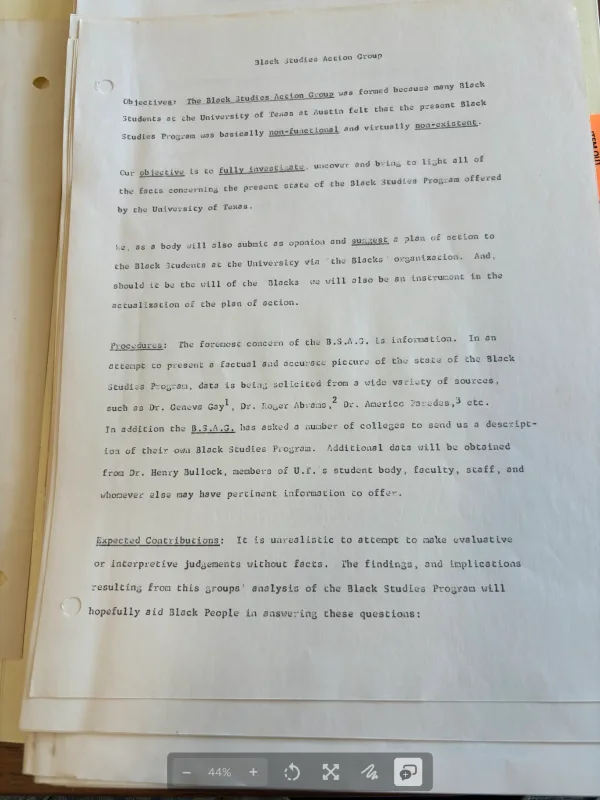 Black Studies Action Group
Objectives: The Black Studies Action Group was formed because many Black
Students at the University of Texas at Austin felt that the present Black
Studies Program was basically non-functional and virtually non-existent.
Our objective is to fully investigate, uncover and bring to light all of
the facts concerning the present state of the Black Studies Program offered
by the University of Texas.
We, as a body will also submit as oponion and suggest a plan of action to
the Black Students at the University via 'the Blacks' organization. And,
should it be the will of the 'Blacks' we will also be an instrument in the
actualization of the plan of action.
Procedures: The foremost concern of the B.S.A.G. is information. In an
attempt to present a factual and accurate picture of the state of the Black
Studies Program, data is being solicited from a wide variety of sources,
such as Dr. Geneva Gay1, Dr. Roger Abrams,2 Dr. Americo Paredes,3 etc.
In addition the B.S.A.G. has asked a number of colleges to send us a descript-
ion of their own Black Studies Program. Additional data will be obtained
from Dr. Henry Bullock, members of U.T.'s student body, faculty, staff, and
whomever else may have pertinent information to offer.
Expected Contributions: It is unrealistic to attempt to make evaluative
or interpretive judgements without facts. The findings, and implications
resulting from this groups' analysis of the Black Studies Program will
hopefully aid Black People in answering these questions:
44%